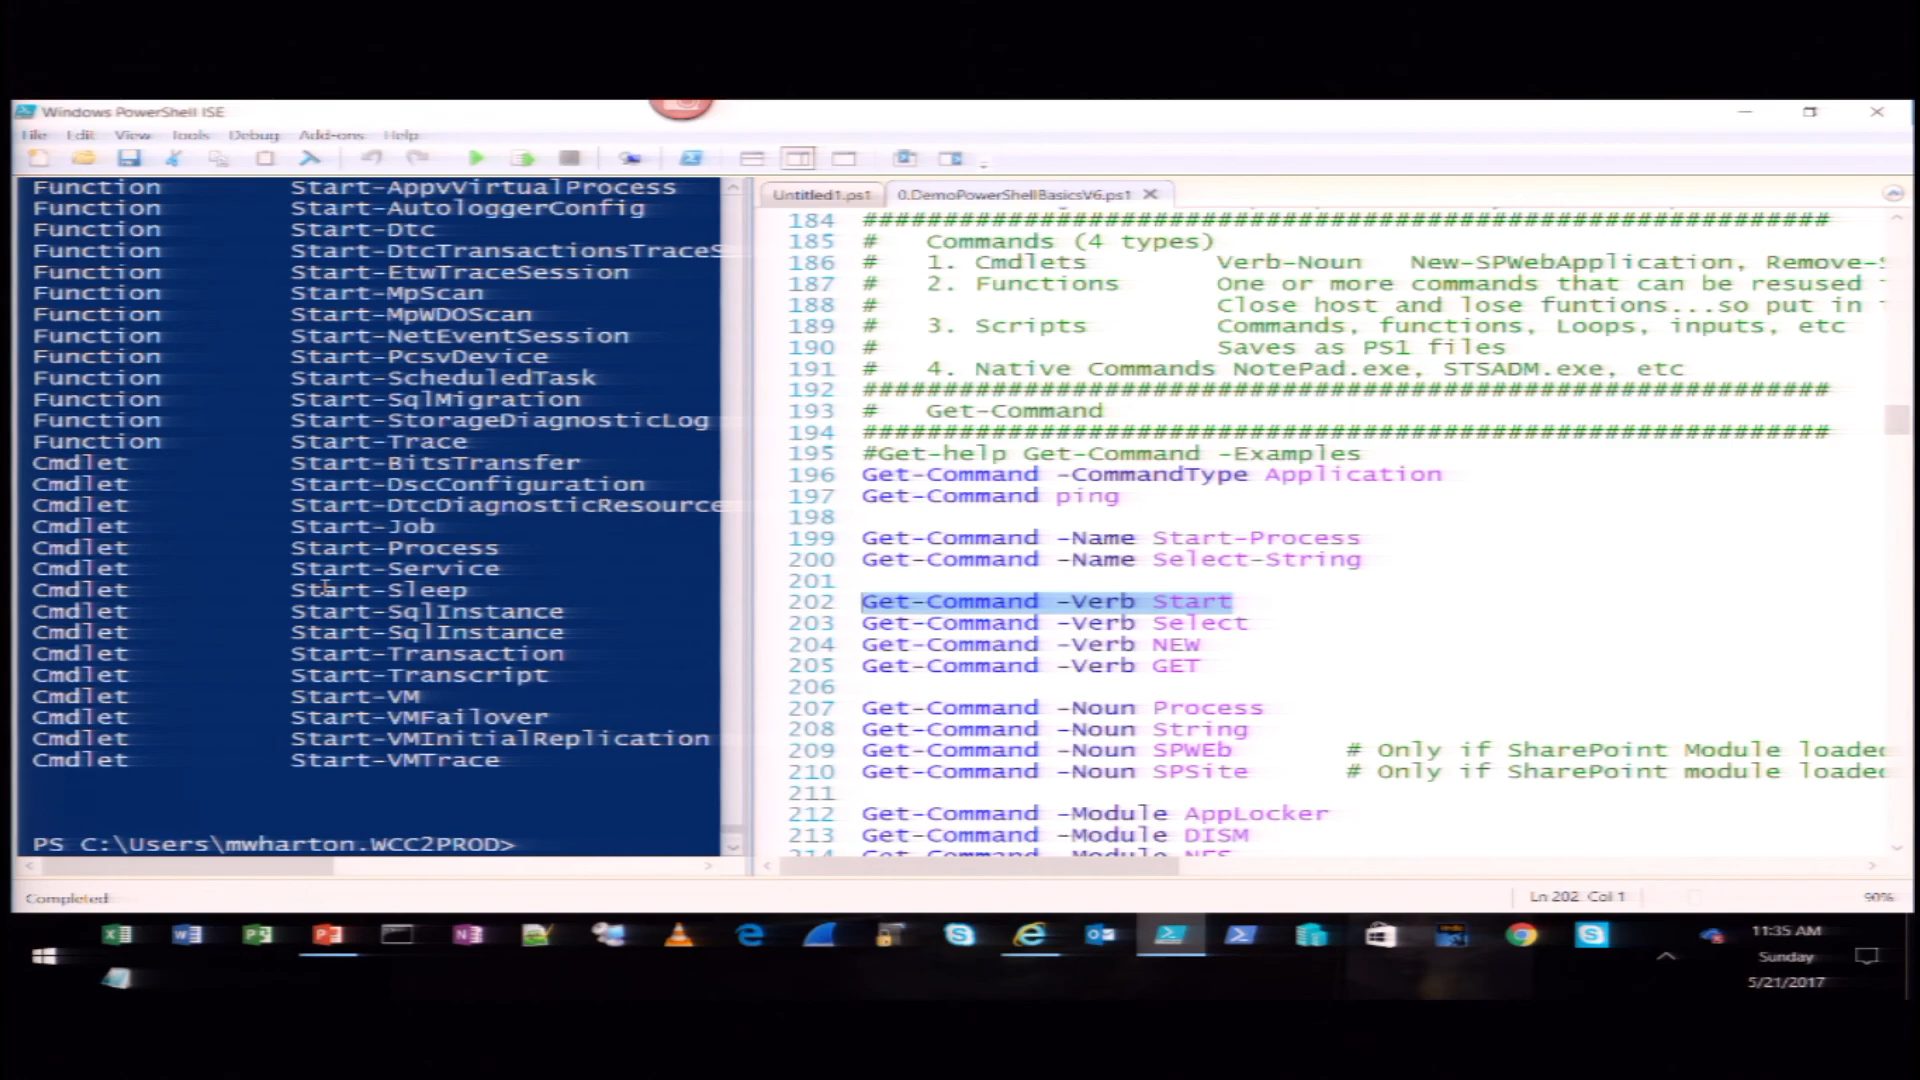 Windows PowerShell ISE
File Edit View Tools Debug Add-ons Help
Function Start-AppvVirtualProcess
Function Start-AutologgerConfig
Function Start-Dtc
Function Start-DtcTransactionsTraceS
Function Start-EtwTraceSession
Function Start-MpScan
Function Start-MpWDOScan
Function Start-NetEventSession
Function Start-PcsvDevice
Function Start-ScheduledTask
Function Start-SqlMigration
Function Start-StorageDiagnosticLog
Function Start-Trace
Cmdlet Start-BitsTransfer
Cmdlet Start-DscConfiguration
Cmdlet Start-DtcDiagnosticResource
Cmdlet Start-Job
Cmdlet Start-Process
Cmdlet Start-Service
Cmdlet Start-Sleep
Cmdlet Start-SqlInstance
Cmdlet Start-SqlInstance
Cmdlet Start-Transaction
Cmdlet Start-Transcript
Cmdlet Start-VM
Cmdlet Start-VMFailover
Cmdlet Start-VMInitialReplication
Cmdlet Start-VMTrace
PS C:\Users\mwharton.WCC2PROD>
Untitled1.ps1 0.DemoPowerShellBasicsV6.ps1
184 ############################################################
185 # Commands (4 types)
186 # 1. Cmdlets Verb-Noun New-SPWebApplication, Remove-S
187 # 2. Functions One or more commands that can be resused
188 # Close host and lose funtions...so put in
189 # 3. Scripts Commands, functions, Loops, inputs, etc
190 # Saves as PS1 files
191 # 4. Native Commands NotePad.exe, STSADM.exe, etc
192 ############################################################
193 # Get-Command
194 ############################################################
195 #Get-help Get-Command -Examples
196 Get-Command -CommandType Application
197 Get-Command ping
198
199 Get-Command -Name Start-Process
200 Get-Command -Name Select-String
201
202 Get-Command -Verb Start
203 Get-Command -Verb Select
204 Get-Command -Verb NEW
205 Get-Command -Verb GET
206
207 Get-Command -Noun Process
208 Get-Command -Noun String
209 Get-Command -Noun SPWEb # Only if SharePoint Module loaded
210 Get-Command -Noun SPSite # Only if SharePoint module loaded
211
212 Get-Command -Module AppLocker
213 Get-Command -Module DISM
214 Get-Command -Module NFS
Completed Ln 202 Col 1 90%
11:35 AM
Sunday
5/21/2017